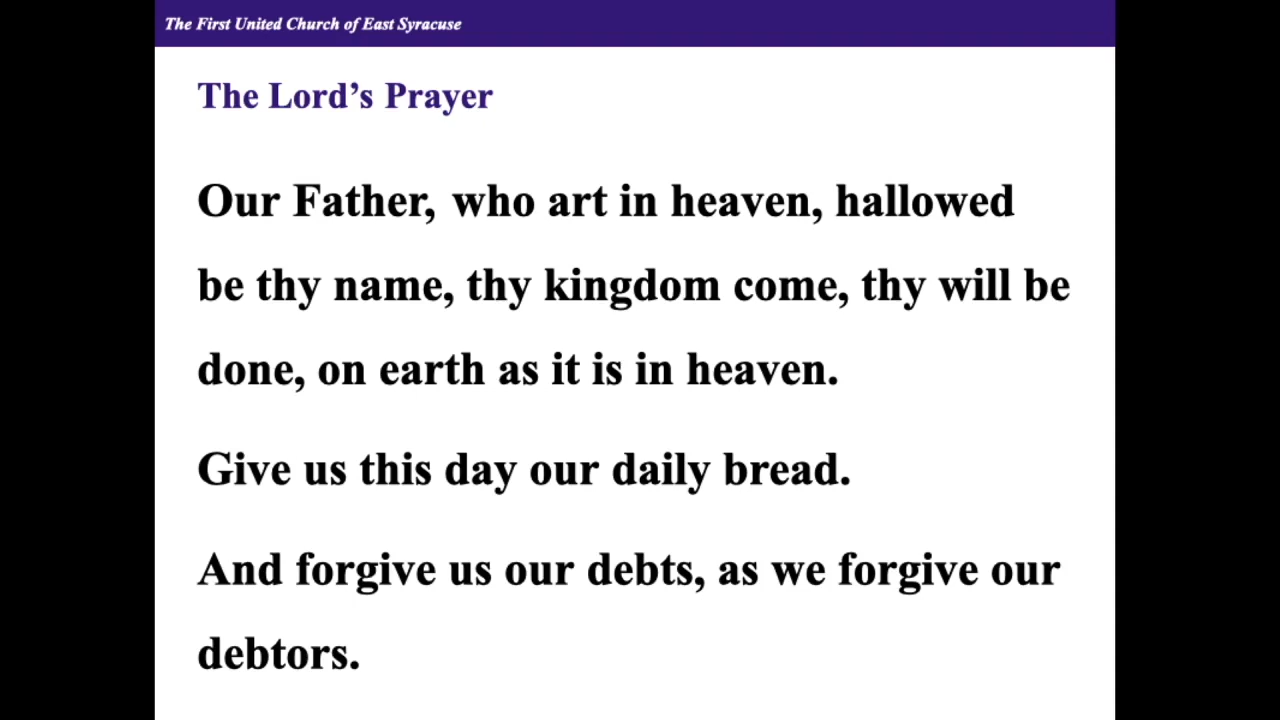 The First United Church of East Syracuse
The Lord’s Prayer
Our Father, who art in heaven, hallowed
be thy name, thy kingdom come, thy will be
done, on earth as it is in heaven.
Give us this day our daily bread.
And forgive us our debts, as we forgive our
debtors.